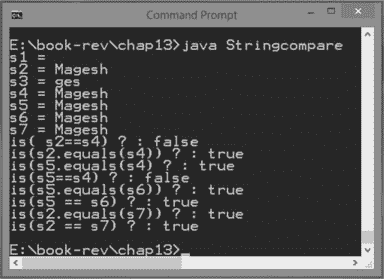 Command Prompt
E:\book-rev\chap13>java Stringcompare
s1 =
s2 = Magesh
s3 = ges
s4 = Magesh
s5 = Magesh
s6 = Magesh
s7 = Magesh
is( s2==s4) ? : false
is(s2.equals(s4)) ? : true
is(s5.equals(s4) ? : true
is(s5==s4) ? : false
is(s5.equals(s6)) ? : true
is(s5 == s6) ? : true
is(s2.equals(s7)) ? : true
is(s2 == s7) ? : true
E:\book-rev\chap13>